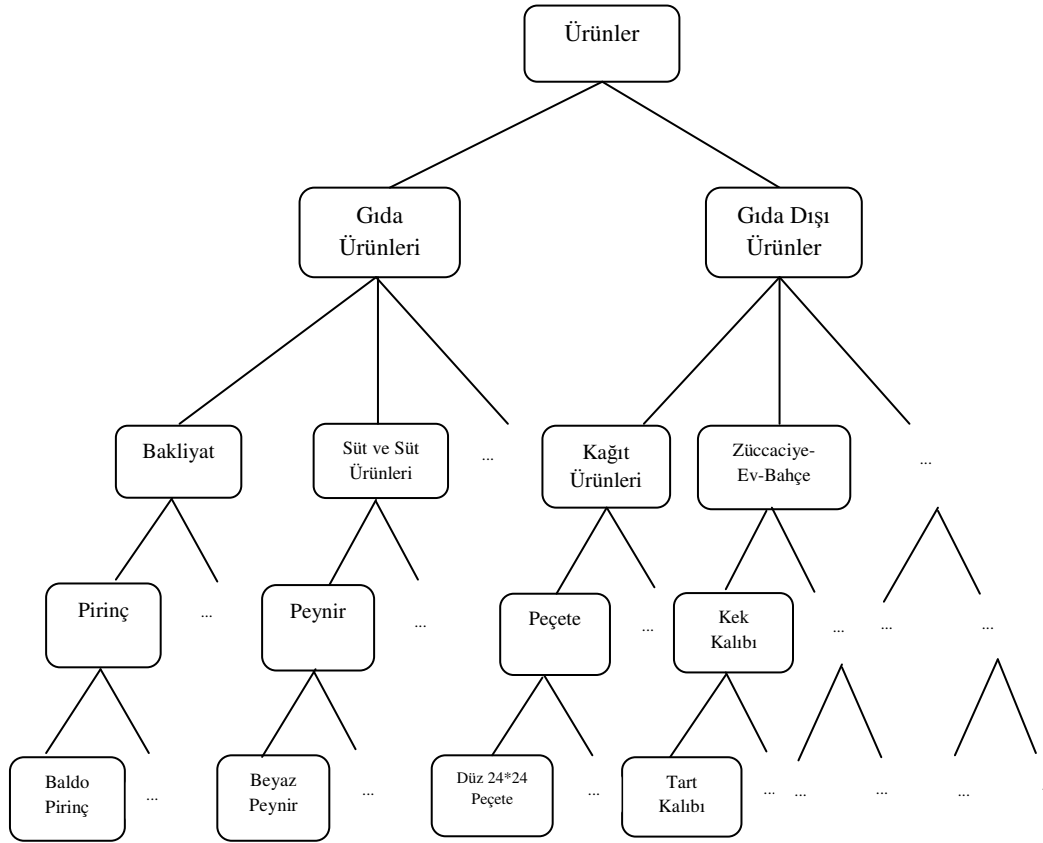 Ürünler
Gıda
Ürünleri
Gıda Dışı
Ürünler
Bakliyat
Süt ve Süt
Ürünleri
...
Kağıt
Ürünleri
Züccaciye-
Ev-Bahçe
...
Pirinç
...
Peynir
...
Peçete
...
Kek
Kalıbı
...
...
...
Baldo
Pirinç
...
Beyaz
Peynir
...
Düz 24*24
Peçete
...
Tart
Kalıbı
...
...
...
...
...